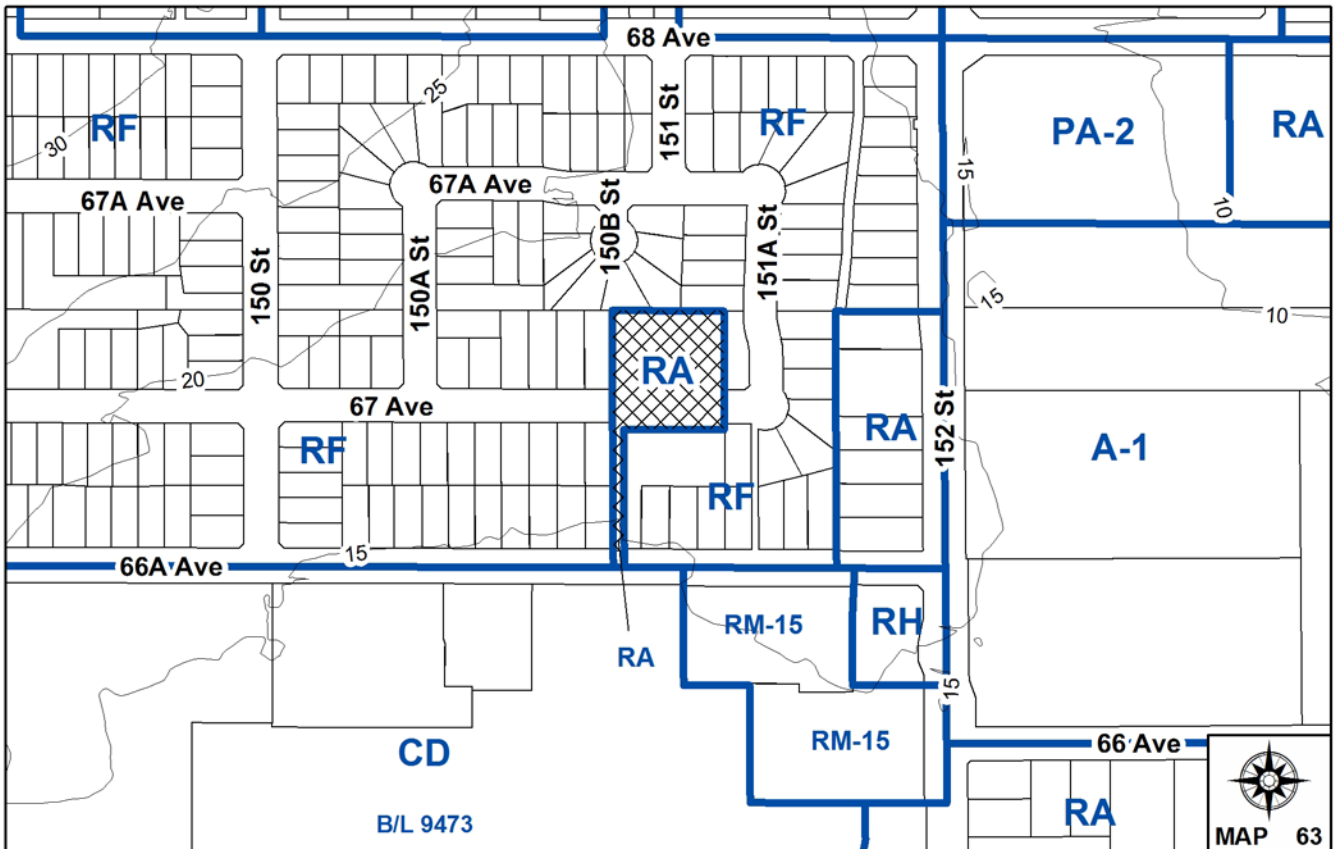 68 Ave
25
151 St
RF
RF
PA-2
RA
30
15
67A Ave
67A Ave
10
150B St
151A St
150 St
150A St
15
10
RA
20
67 Ave
152 St
RA
A-1
RF
RF
15
66A Ave
RM-15
RH
RA
15
CD
RM-15
66 Ave
B/L 9473
RA
MAP 63